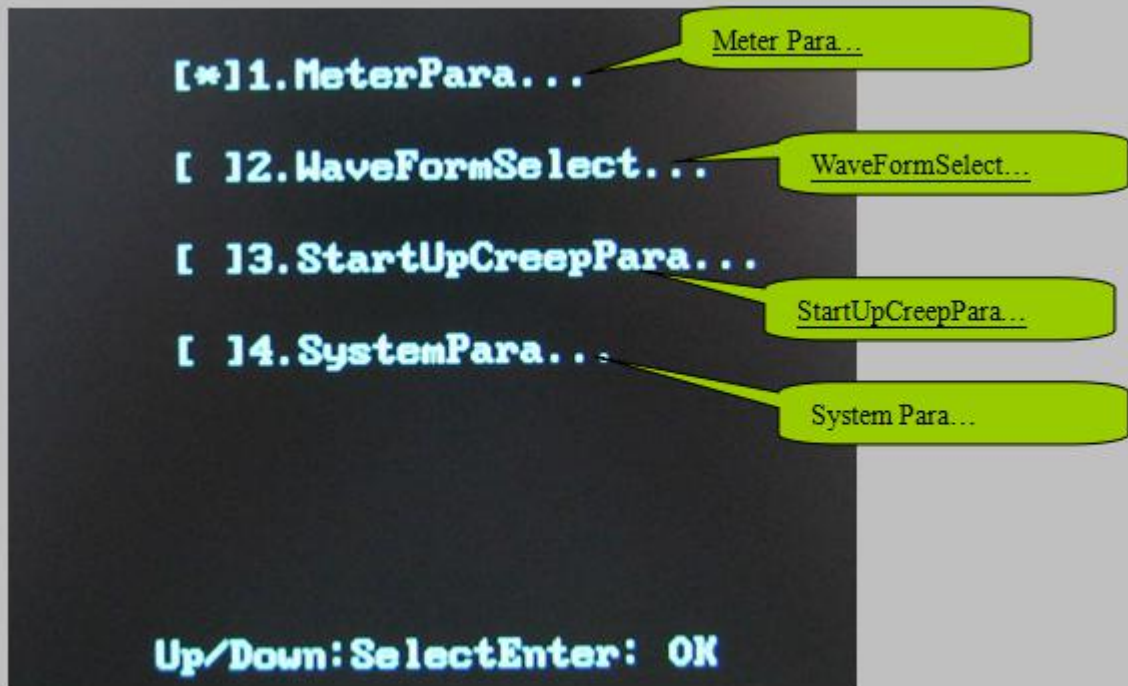 Meter Para...
[*]1.MeterPara...
[ ]2.WaveFormSelect...
WaveFormSelect...
[ ]3.StartUpCreepPara...
StartUpCreepPara...
[ ]4.SystemPara...
System Para...
Up/Down:SelectEnter: OK